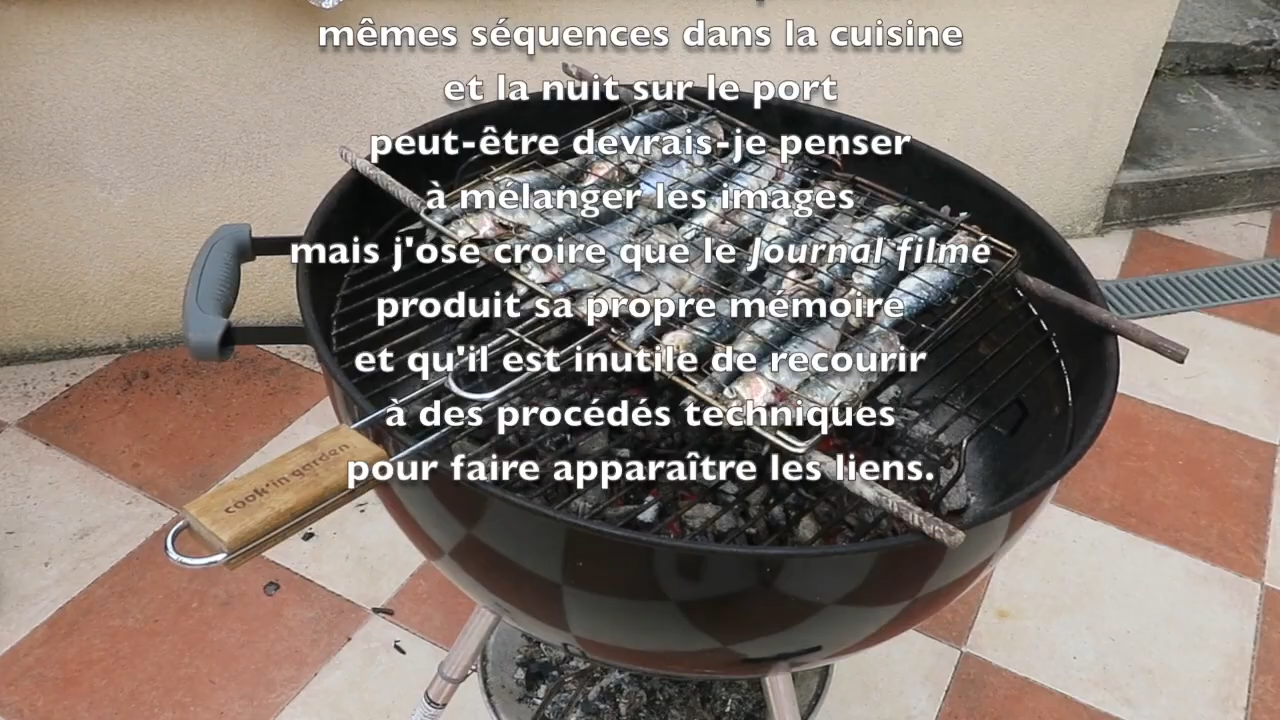 mêmes séquences dans la cuisine
et la nuit sur le port
peut-être devrais-je penser
à mélanger les images
mais j'ose croire que le Journal filmé
produit sa propre mémoire
et qu'il est inutile de recourir
à des procédés techniques
pour faire apparaître les liens.
cook'in garden